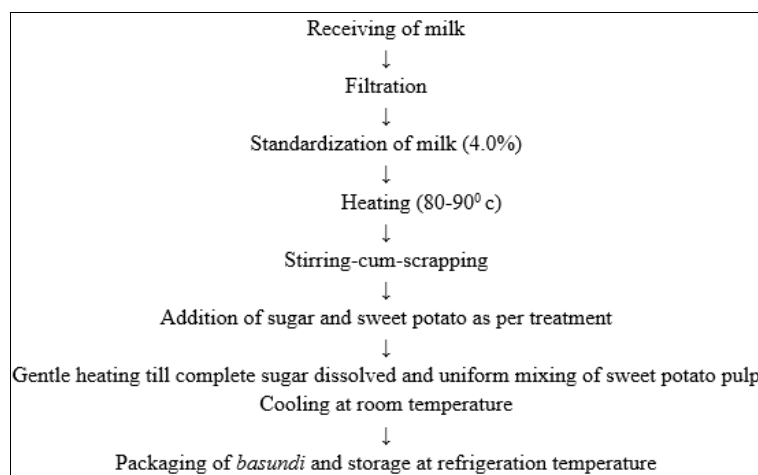 Receiving of milk
↓
Filtration
↓
Standardization of milk (4.0%)
↓
Heating (80-90⁰ c)
↓
Stirring-cum-scrapping
↓
Addition of sugar and sweet potato as per treatment
↓
Gentle heating till complete sugar dissolved and uniform mixing of sweet potato pulp
Cooling at room temperature
↓
Packaging of basundi and storage at refrigeration temperature